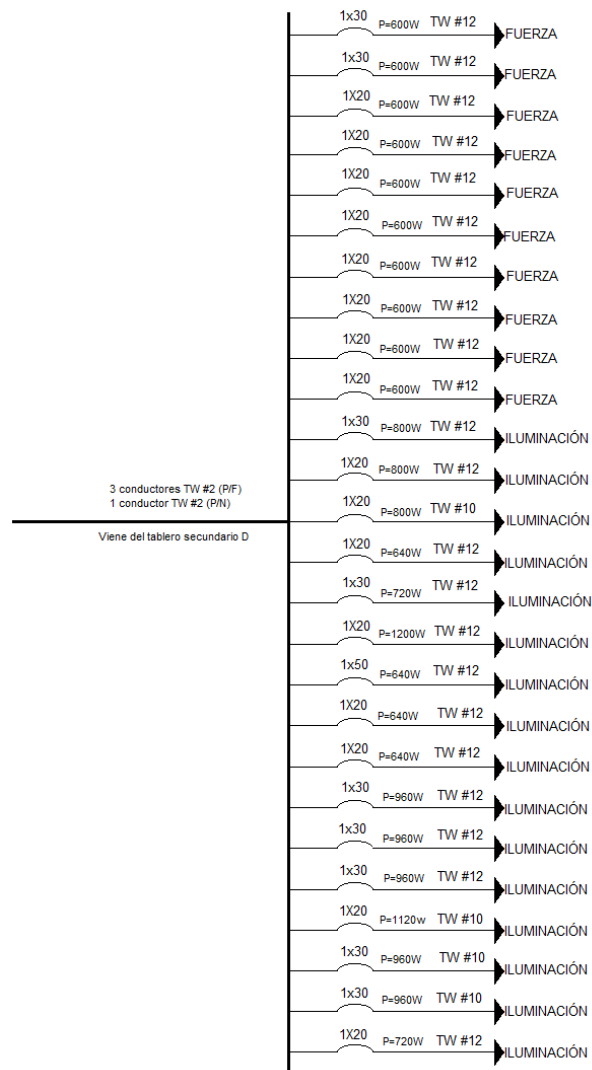 1x30 P=600W TW #12 FUERZA
1x30 P=600W TW #12 FUERZA
1X20 P=600W TW #12 FUERZA
1X20 P=600W TW #12 FUERZA
1X20 P=600W TW #12 FUERZA
1X20 P=600W TW #12 FUERZA
1X20 P=600W TW #12 FUERZA
1X20 P=600W TW #12 FUERZA
1X20 P=600W TW #12 FUERZA
1X20 P=600W TW #12 FUERZA
1x30 P=800W TW #12 ILUMINACIÓN
1X20 P=800W TW #12 ILUMINACIÓN
3 conductores TW #2 (P/F)
1 conductor TW #2 (P/N)
1X20 P=800W TW #10 ILUMINACIÓN
Viene del tablero secundario D
1X20 P=640W TW #12 ILUMINACIÓN
1x30 P=720W TW #12 ILUMINACIÓN
1X20 P=1200W TW #12 ILUMINACIÓN
1x50 P=640W TW #12 ILUMINACIÓN
1X20 P=640W TW #12 ILUMINACIÓN
1X20 P=640W TW #12 ILUMINACIÓN
1x30 P=960W TW #12 ILUMINACIÓN
1x30 P=960W TW #12 ILUMINACIÓN
1x30 P=960W TW #12 ILUMINACIÓN
1X20 P=1120w TW #10 ILUMINACIÓN
1x30 P=960W TW #10 ILUMINACIÓN
1x30 P=960W TW #10 ILUMINACIÓN
1X20 P=720W TW #12 ILUMINACIÓN